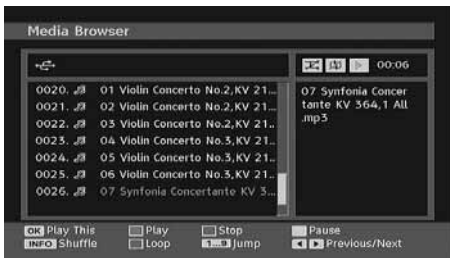 Media Browser
00:06
0020. 01 Violin Concerto No.2,KV 21...
0021. 02 Violin Concerto No.2,KV 21...
0022. 03 Violin Concerto No.2,KV 21..
0023. 04 Violin Concerto No.3,KV 21..
0024. 05 Violin Concerto No.3,KV 21..
0025. 06 Violin Concerto No.3,KV 21..
0026. 07 Synfonia Concertante KV 3...
07 Synfonia Concer
tante KV 364,1 All
.mp3
OK Play This Play Stop Pause
INFO Shuffle Loop 1...9 Jump Previous/Next